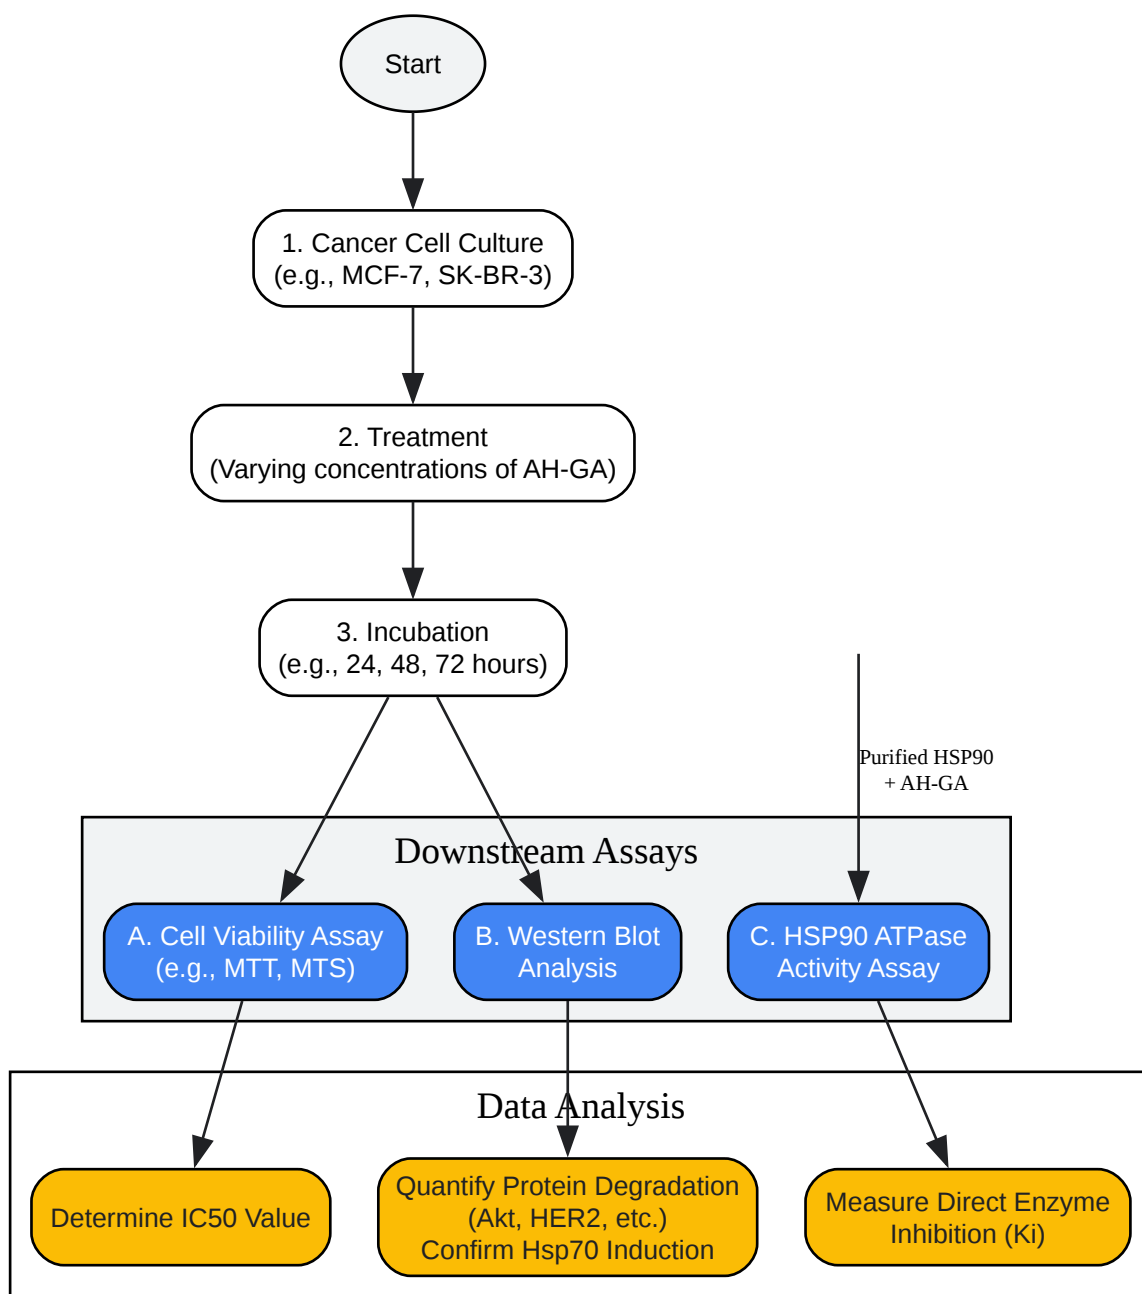 Start
1. Cancer Cell Culture
(e.g., MCF-7, SK-BR-3)
2. Treatment
(Varying concentrations of AH-GA)
3. Incubation
(e.g., 24, 48, 72 hours)
Purified HSP90
+ AH-GA
Downstream Assays
A. Cell Viability Assay
(e.g., MTT, MTS)
B. Western Blot
Analysis
C. HSP90 ATPase
Activity Assay
Data Analysis
Determine IC50 Value
Quantify Protein Degradation
(Akt, HER2, etc.)
Confirm Hsp70 Induction
Measure Direct Enzyme
Inhibition (Ki)